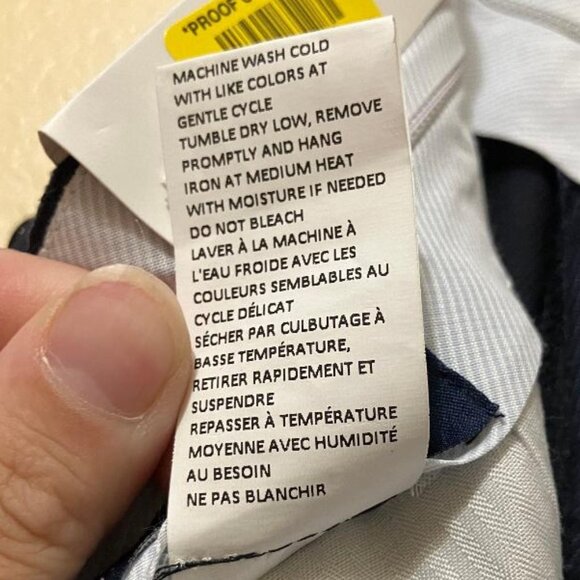 *PROOF
MACHINE WASH COLD
WITH LIKE COLORS AT
GENTLE CYCLE
TUMBLE DRY LOW, REMOVE
PROMPTLY AND HANG
IRON AT MEDIUM HEAT
WITH MOISTURE IF NEEDED
DO NOT BLEACH
LAVER À LA MACHINE À
L'EAU FROIDE AVEC LES
COULEURS SEMBLABLES AU
CYCLE DÉLICAT
SÉCHER PAR CULBUTAGE À
BASSE TEMPÉRATURE,
RETIRER RAPIDEMENT ET
SUSPENDRE
REPASSER À TEMPÉRATURE
MOYENNE AVEC HUMIDITÉ
AU BESOIN
NE PAS BLANCHIR